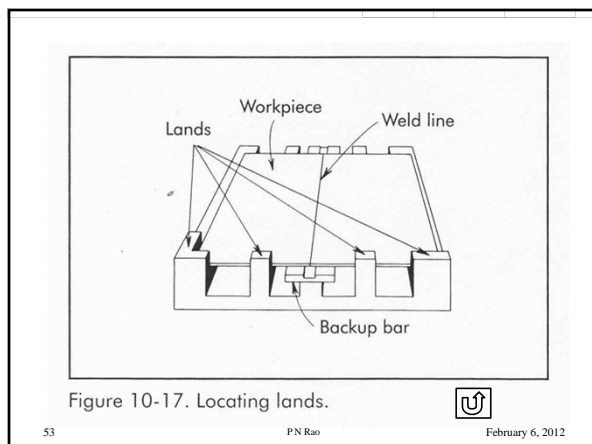 Workpiece
Lands
Weld line
Backup bar
Figure 10-17. Locating lands.
53
P N Rao
February 6, 2012